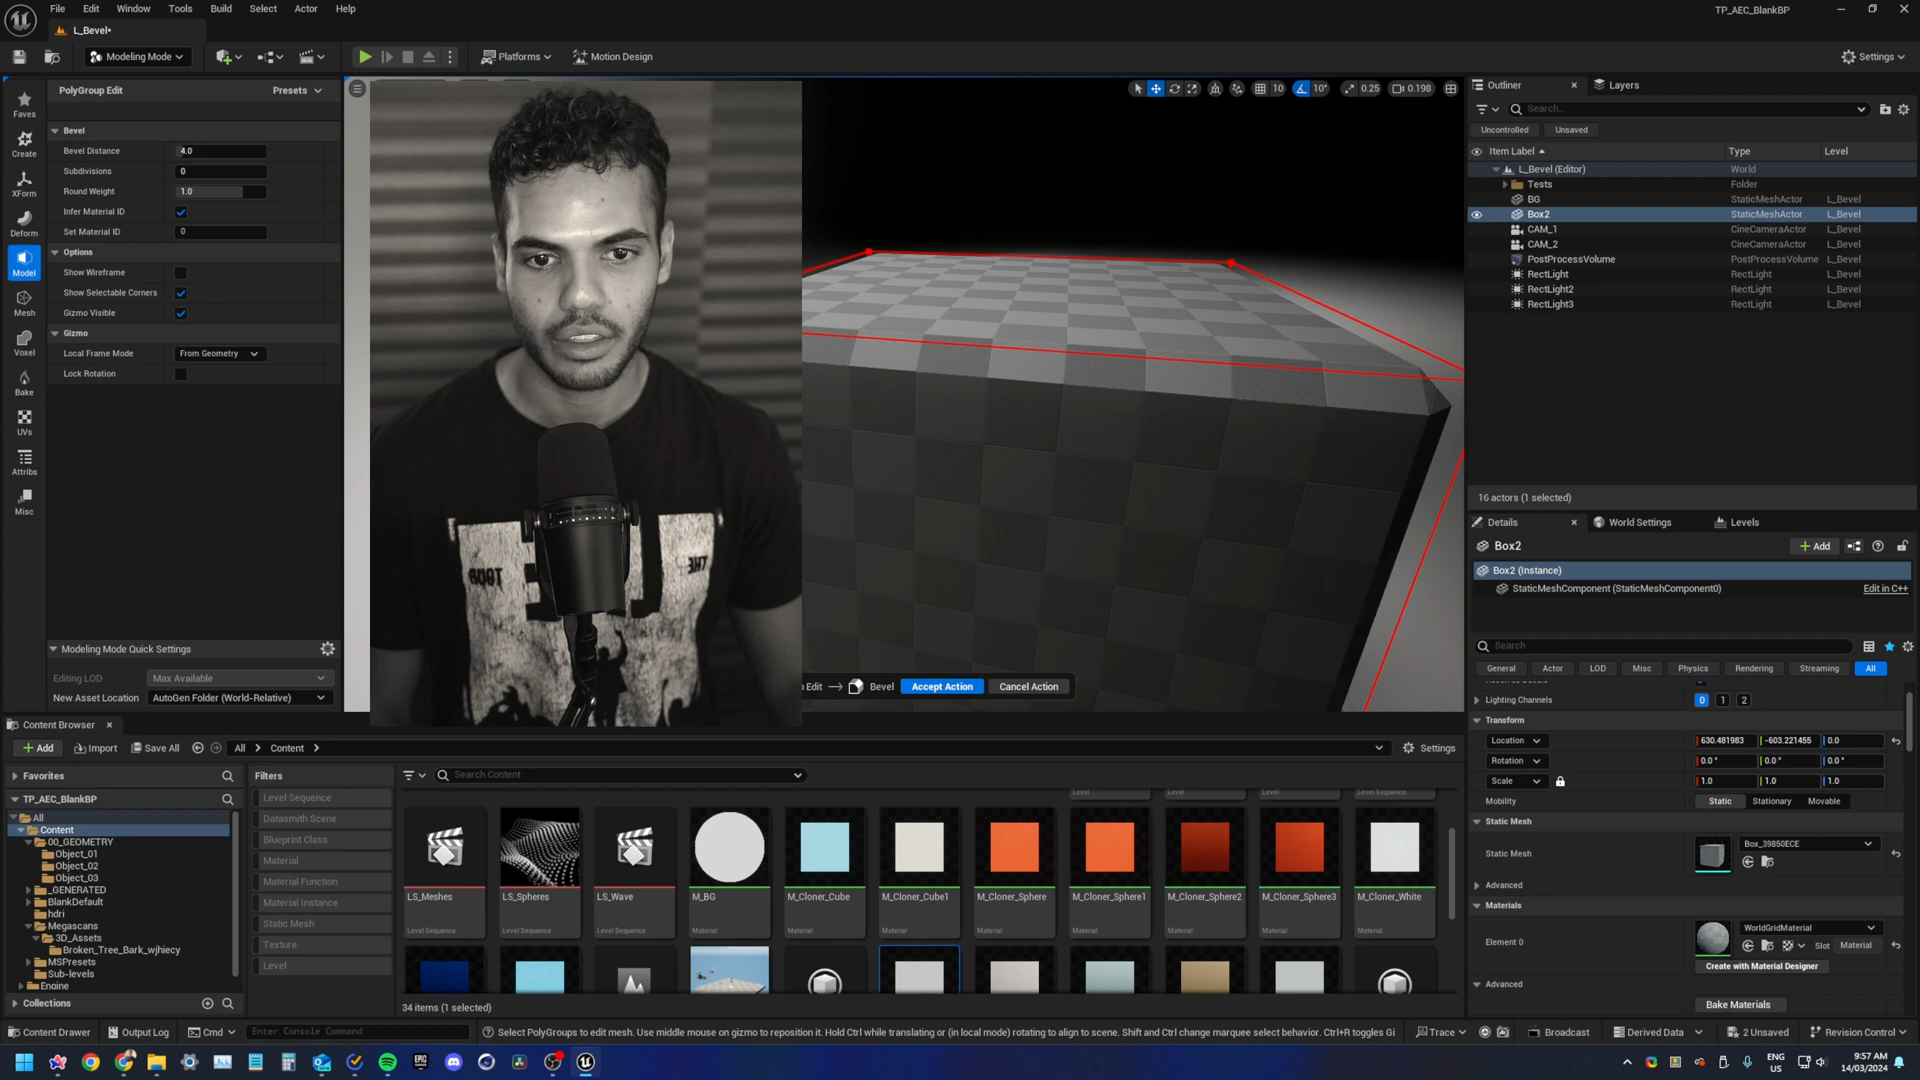 File Edit Window Tools Build Select Actor Help
TP_AEC_BlankBP
L_Bevel•
Modeling Mode
Platforms
Motion Design
Settings
PolyGroup Edit
Presets
Faves
Create
XForm
Deform
Model
Mesh
Voxel
Bake
UVs
Attribs
Misc
Bevel
Bevel Distance 4.0
Subdivisions 0
Round Weight 1.0
Infer Material ID
Set Material ID 0
Options
Show Wireframe
Show Selectable Corners
Gizmo Visible
Gizmo
Local Frame Mode From Geometry
Lock Rotation
Modeling Mode Quick Settings
Editing LOD Max Available
New Asset Location AutoGen Folder (World-Relative)
10 10° 0.25 0.198
Edit Bevel Accept Action Cancel Action
Outliner
Layers
Search...
Uncontrolled Unsaved
Item Label Type Level
L_Bevel (Editor) World
Tests Folder
BG StaticMeshActor L_Bevel
Box2 StaticMeshActor L_Bevel
CAM_1 CineCameraActor L_Bevel
CAM_2 CineCameraActor L_Bevel
PostProcessVolume PostProcessVolume L_Bevel
RectLight RectLight L_Bevel
RectLight2 RectLight L_Bevel
RectLight3 RectLight L_Bevel
16 actors (1 selected)
Details
World Settings
Levels
Box2
Add
Box2 (Instance)
StaticMeshComponent (StaticMeshComponent0) Edit in C++
Search
General Actor LOD Misc Physics Rendering Streaming All
Lighting Channels 0 1 2
Transform
Location 630.481983 -603.221455 0.0
Rotation 0.0° 0.0° 0.0°
Scale 1.0 1.0 1.0
Mobility Static Stationary Movable
Static Mesh
Static Mesh Box_39850ECE
Advanced
Materials
Element 0 WorldGridMaterial
Slot Material
Create with Material Designer
Advanced
Bake Materials
Content Browser
Add Import Save All All Content
Settings
Favorites
TP_AEC_BlankBP
All
Content
00_GEOMETRY
Object_01
Object_02
Object_03
_GENERATED
BlankDefault
hdri
Megascans
3D_Assets
Broken_Tree_Bark_wjhiecy
MSPresets
Sub-levels
Engine
Collections
Filters
Level Sequence
Datasmith Scene
Blueprint Class
Material
Material Function
Material Instance
Static Mesh
Texture
Level
Search Content
Level Level Level Level Sequence
LS_Meshes LS_Spheres LS_Wave M_BG M_Cloner_Cube M_Cloner_Cube1 M_Cloner_Sphere M_Cloner_Sphere1 M_Cloner_Sphere2 M_Cloner_Sphere3 M_Cloner_White
Level Sequence Level Sequence Level Sequence Material Material Material Material Material Material Material Material
34 items (1 selected)
Content Drawer
Output Log
Cmd
Enter Console Command
Select PolyGroups to edit mesh. Use middle mouse on gizmo to reposition it. Hold Ctrl while translating or (in local mode) rotating to align to scene. Shift and Ctrl change marquee select behavior. Ctrl+R toggles Gi
Trace
Broadcast
Derived Data
2 Unsaved
Revision Control
ENG
US
9:57 AM
14/03/2024